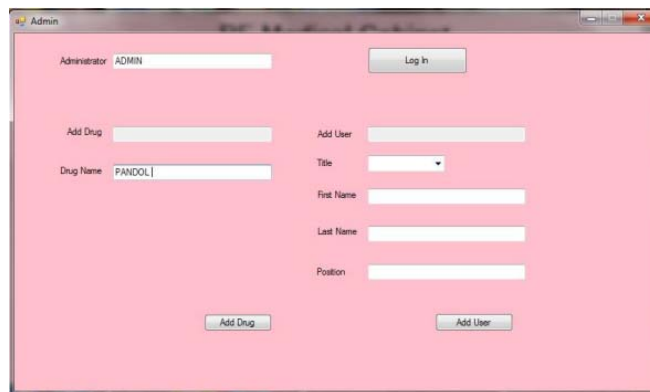 Admin
Administrator ADMIN
Log In
Add Drug
Drug Name PANDOL
Add User
Title
First Name
Last Name
Position
Add Drug
Add User